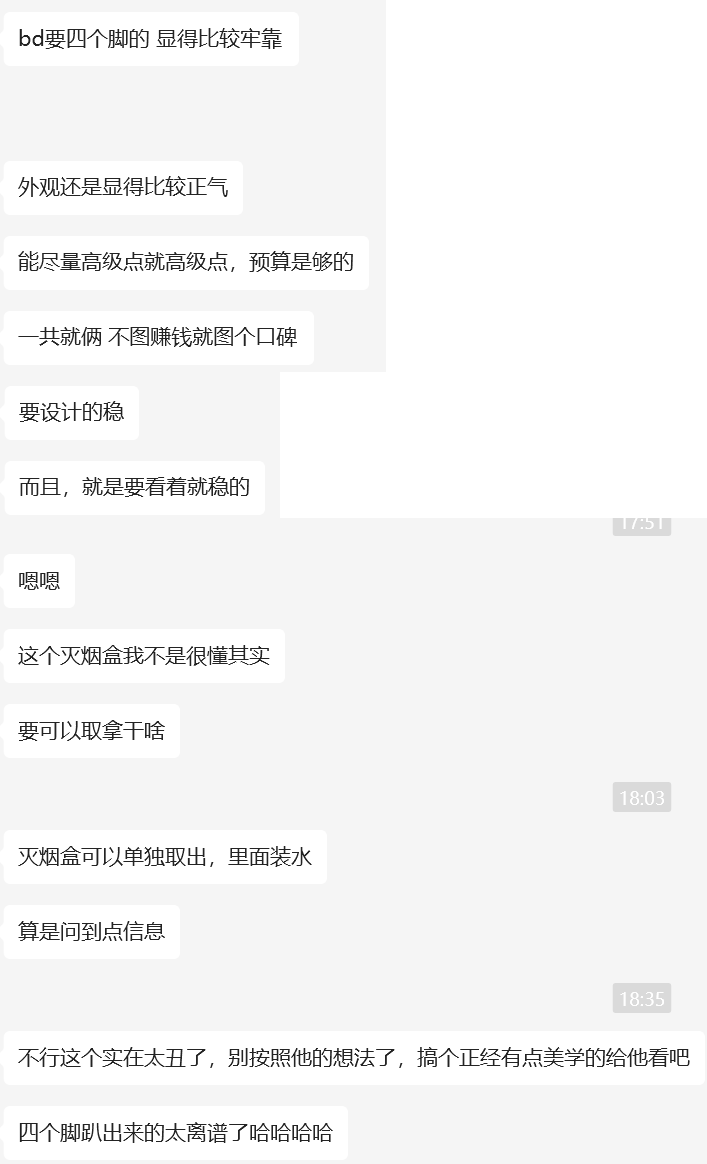 bd要四个脚的 显得比较牢靠
外观还是显得比较正气
能尽量高级点就高级点，预算是够的
一共就俩 不图赚钱就图个口碑
要设计的稳
而且，就是要看着就稳的
17:51
嗯嗯
这个灭烟盒我不是很懂其实
要可以取拿干啥
18:03
灭烟盒可以单独取出，里面装水
算是问到点信息
18:35
不行这个实在太丑了，别按照他的想法了，搞个正经有点美学的给他看吧
四个脚趴出来的太离谱了哈哈哈哈